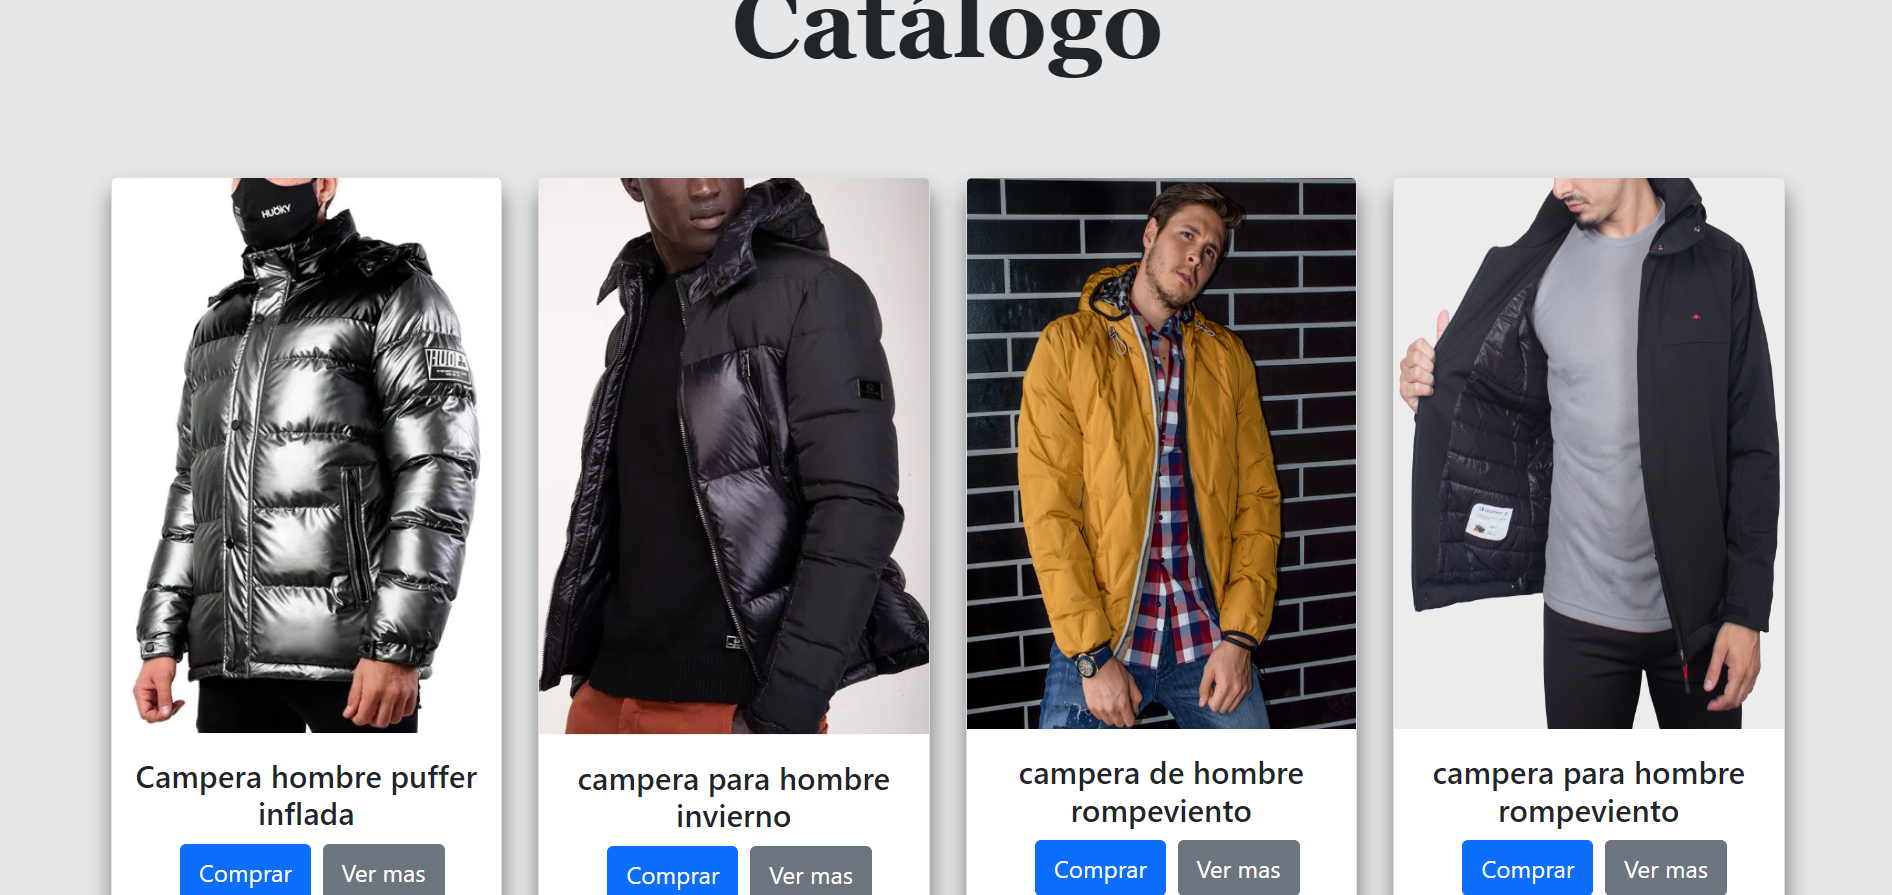 Catálogo
HUSKY
Campera hombre puffer
inflada
Comprar
Ver mas
campera para hombre
invierno
Comprar
Ver mas
campera de hombre
rompeviento
Comprar
Ver mas
campera para hombre
rompeviento
Comprar
Ver mas